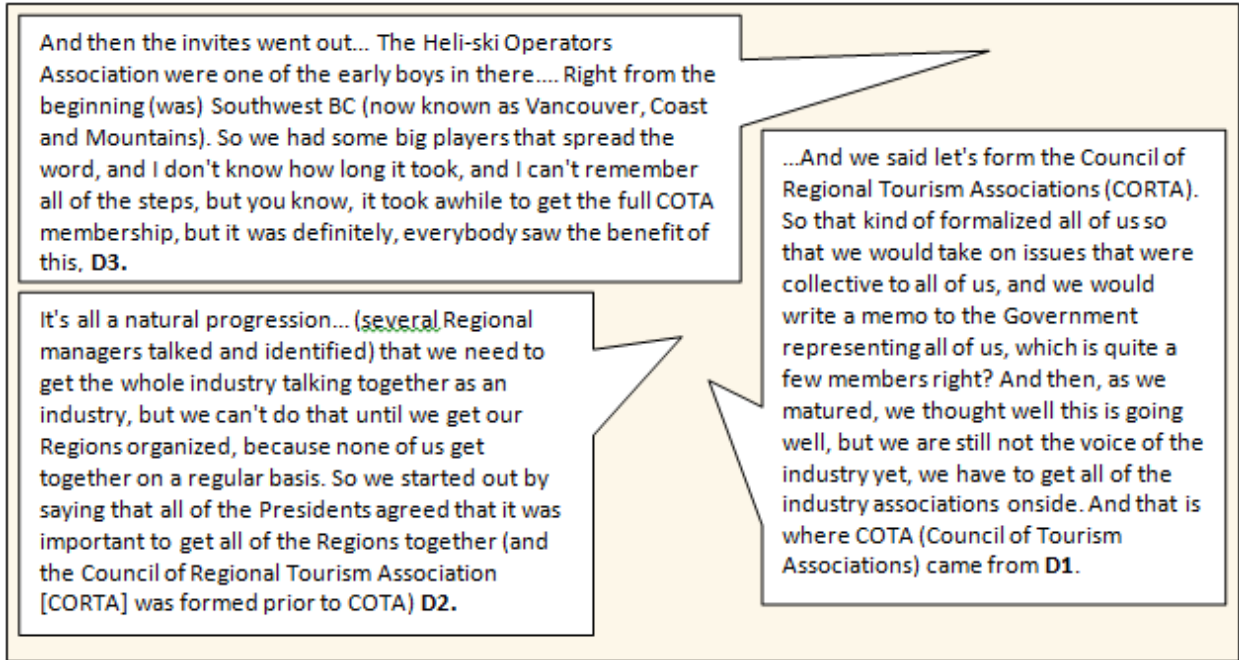 And then the invites went out... The Heli-ski Operators
Association were one of the early boys in there.... Right from the
beginning (was) Southwest BC (now known as Vancouver, Coast
and Mountains). So we had some big players that spread the
word, and I don't know how long it took, and I can't remember
all of the steps, but you know, it took awhile to get the full COTA
membership, but it was definitely, everybody saw the benefit of
this, D3.
It's all a natural progression... (several Regional
managers talked and identified) that we need to
get the whole industry talking together as an
industry, but we can't do that until we get our
Regions organized, because none of us get
together on a regular basis. So we started out by
saying that all of the Presidents agreed that it was
important to get all of the Regions together (and
the Council of Regional Tourism Association
[CORTA] was formed prior to COTA) D2.
...And we said let's form the Council of
Regional Tourism Associations (CORTA).
So that kind of formalized all of us so
that we would take on issues that were
collective to all of us, and we would
write a memo to the Government
representing all of us, which is quite a
few members right? And then, as we
matured, we thought well this is going
well, but we are still not the voice of the
industry yet, we have to get all of the
industry associations onside. And that is
where COTA (Council of Tourism
Associations) came from D1.